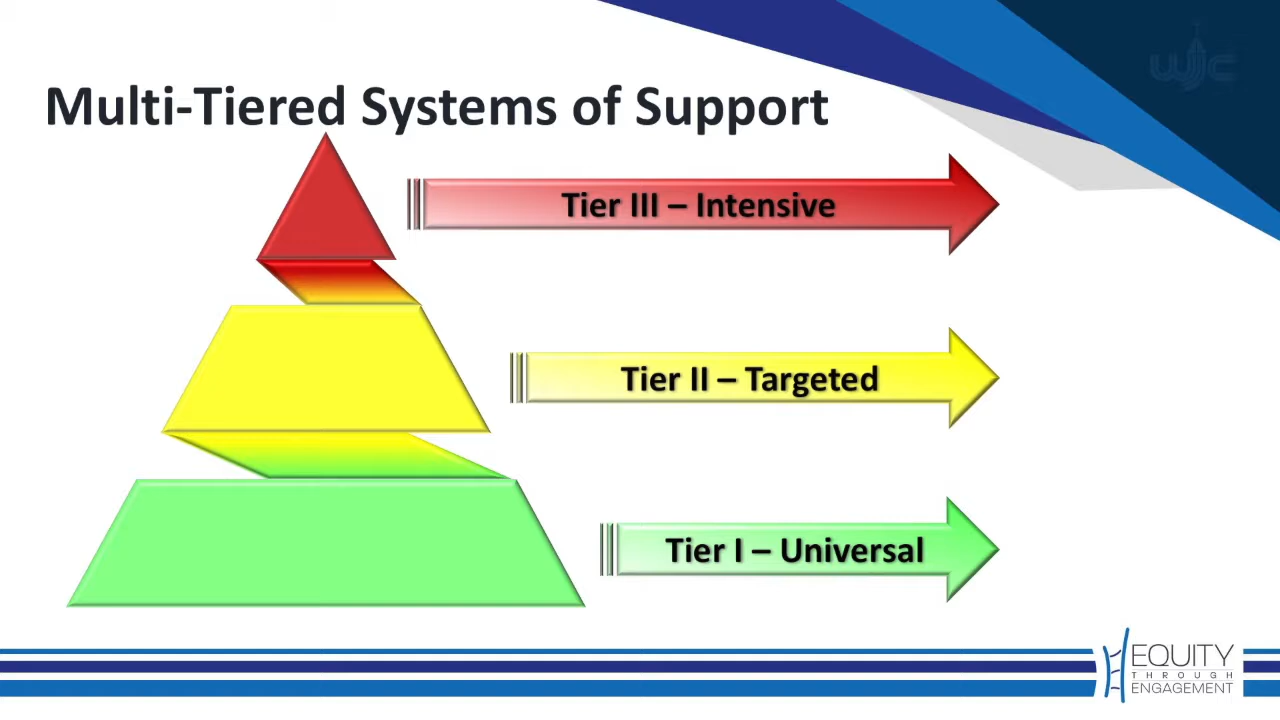 Multi-Tiered Systems of Support
Tier III – Intensive
Tier II – Targeted
Tier I – Universal
EQUITY
THROUGH
ENGAGEMENT